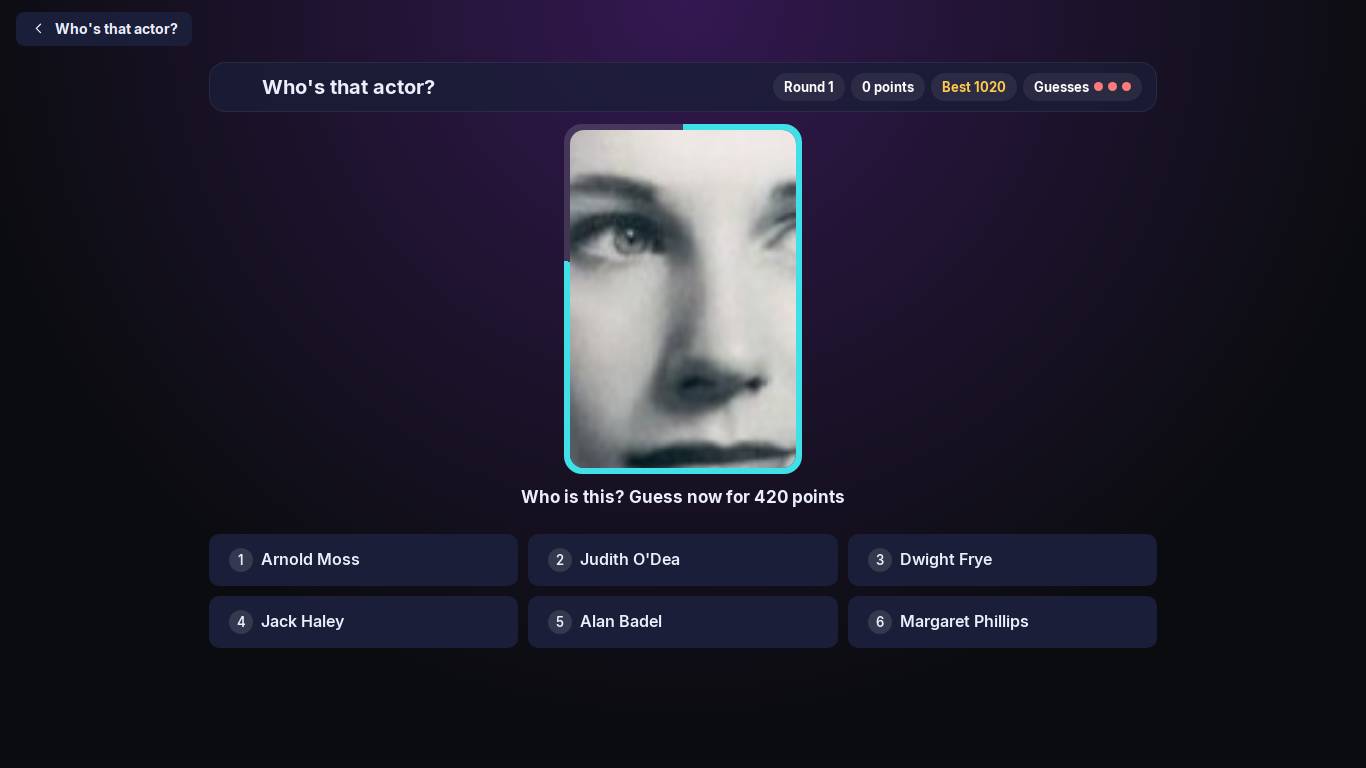 Who's that actor?
Who's that actor?
Round 1
0 points
Best 1020
Guesses
Who is this? Guess now for 420 points
1 Arnold Moss
2 Judith O'Dea
3 Dwight Frye
4 Jack Haley
5 Alan Badel
6 Margaret Phillips